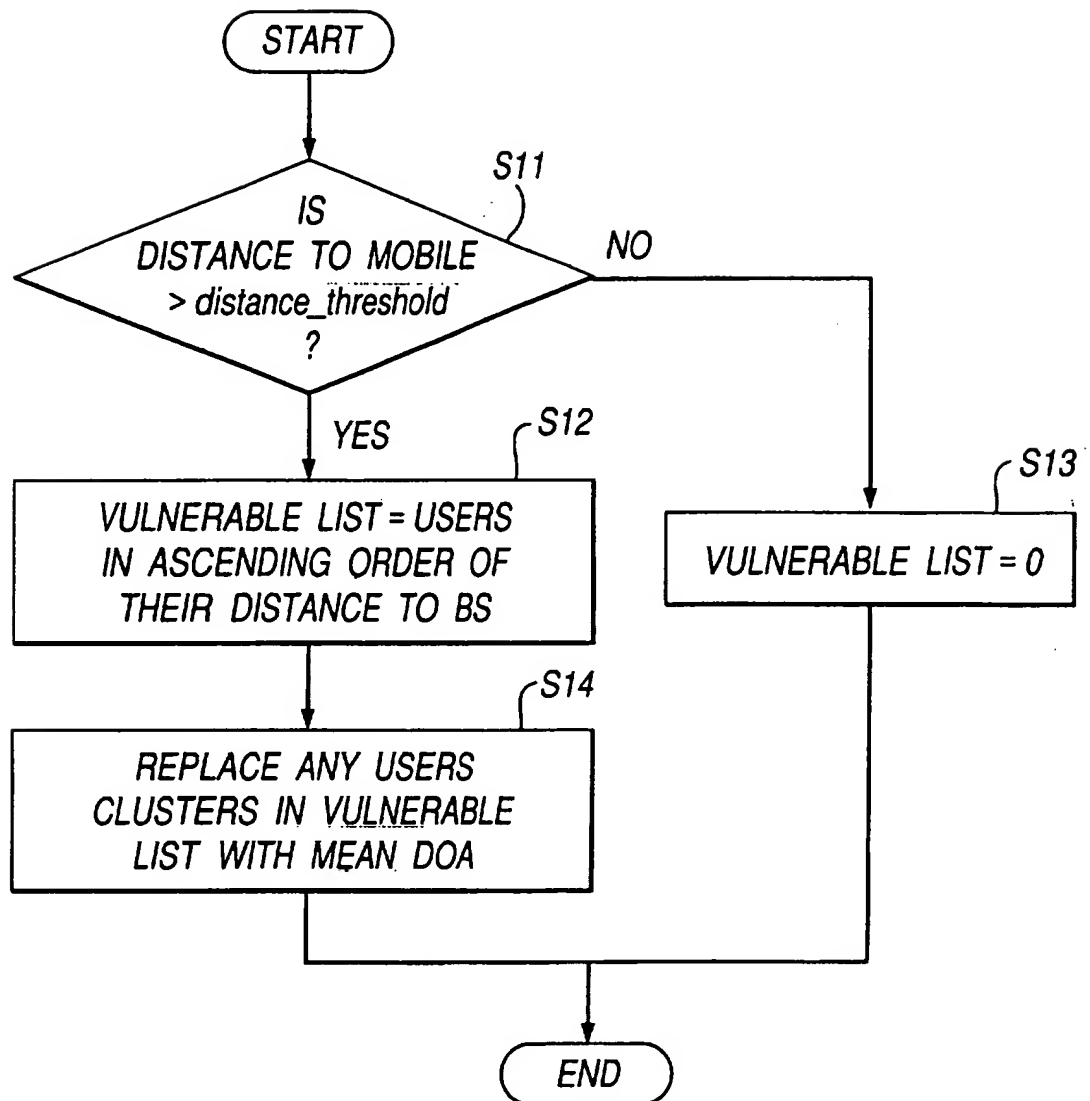 START
S11
IS
DISTANCE TO MOBILE
> distance_threshold
?
NO
YES
S12
VULNERABLE LIST = USERS
IN ASCENDING ORDER OF
THEIR DISTANCE TO BS
S13
VULNERABLE LIST = 0
S14
REPLACE ANY USERS
CLUSTERS IN VULNERABLE
LIST WITH MEAN DOA
END